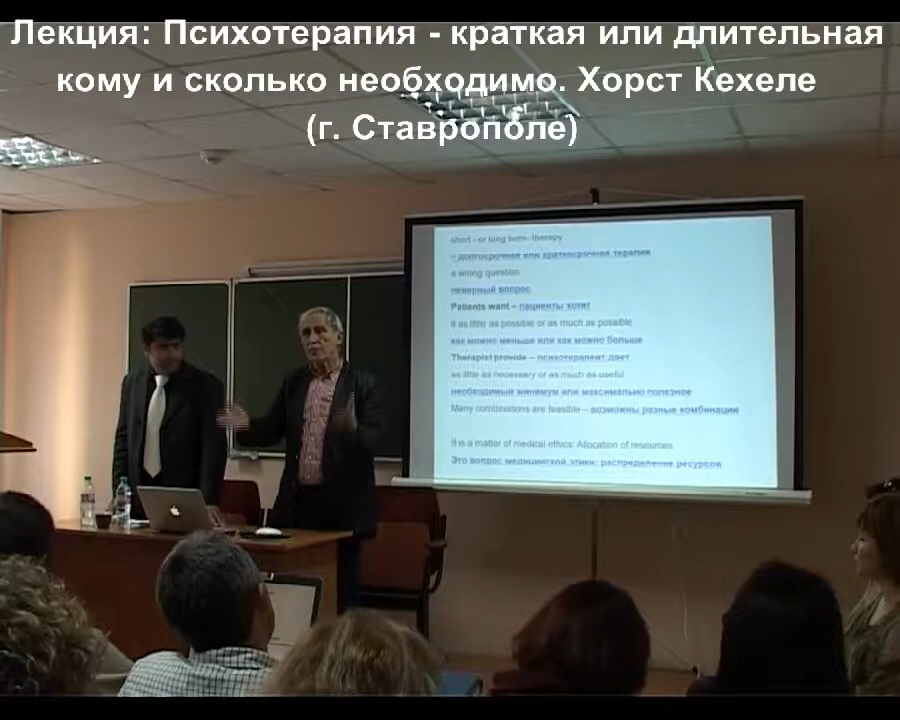 Лекция: Психотерапия - краткая или длительная
кому и сколько необходимо. Хорст Кехеле
(г. Ставрополе)
short - or long term- therapy
– долгосрочная или краткосрочная терапия
a wrong question
неверный вопрос
Patients want – пациенты хотят
it as little as possible or as much as possible
как можно меньше или как можно больше
Therapist provide – психотерапевт дает
as little as necessary or as much as useful
необходимый минимум или максимально полезное
Many combinations are feasible – возможны разные комбинации
It is a matter of medical ethics: Allocation of resources
Это вопрос медицинской этики: распределение ресурсов